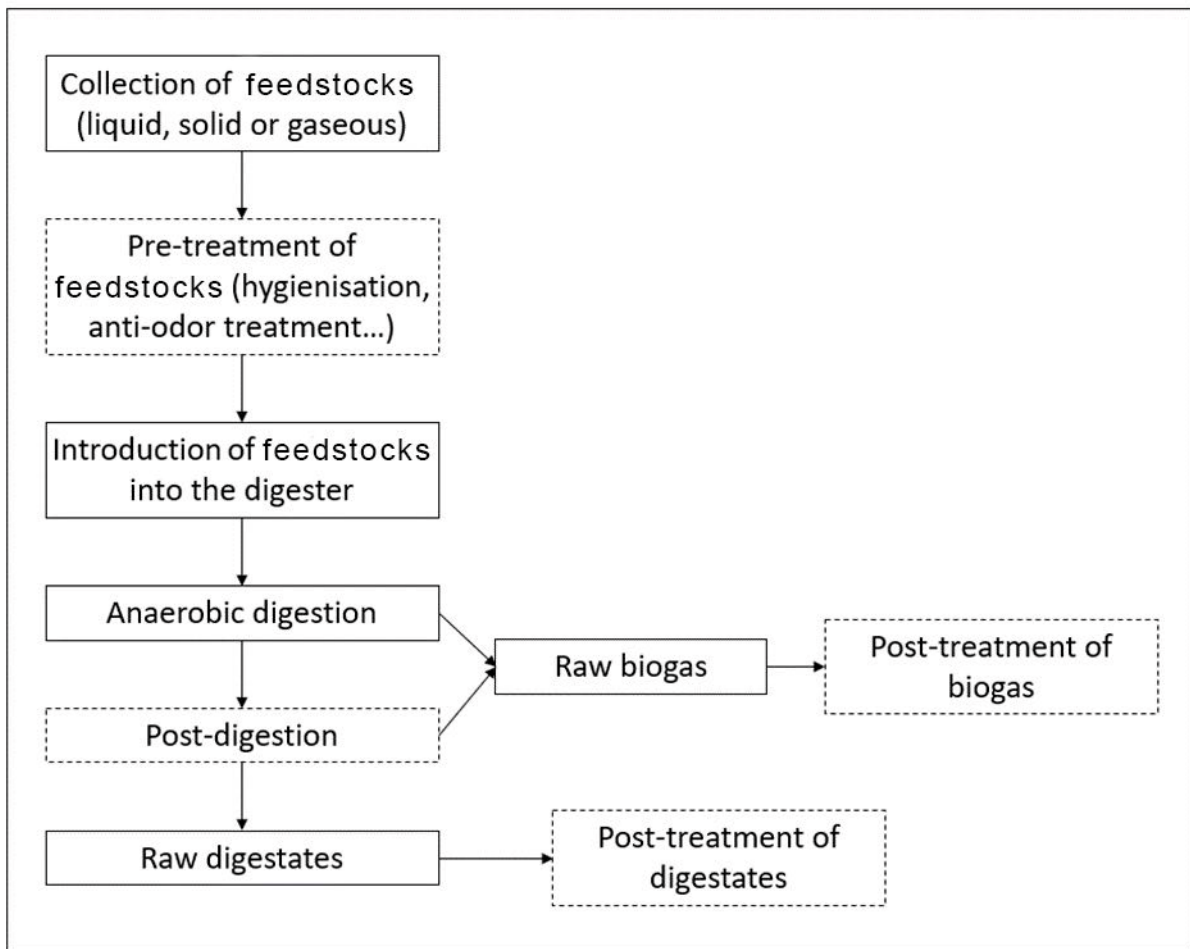 Collection of feedstocks
(liquid, solid or gaseous)
Pre-treatment of
feedstocks (hygienisation,
anti-odor treatment...)
Introduction of feedstocks
into the digester
Anaerobic digestion
Raw biogas
Post-treatment of
biogas
Post-digestion
Raw digestates
Post-treatment of
digestates